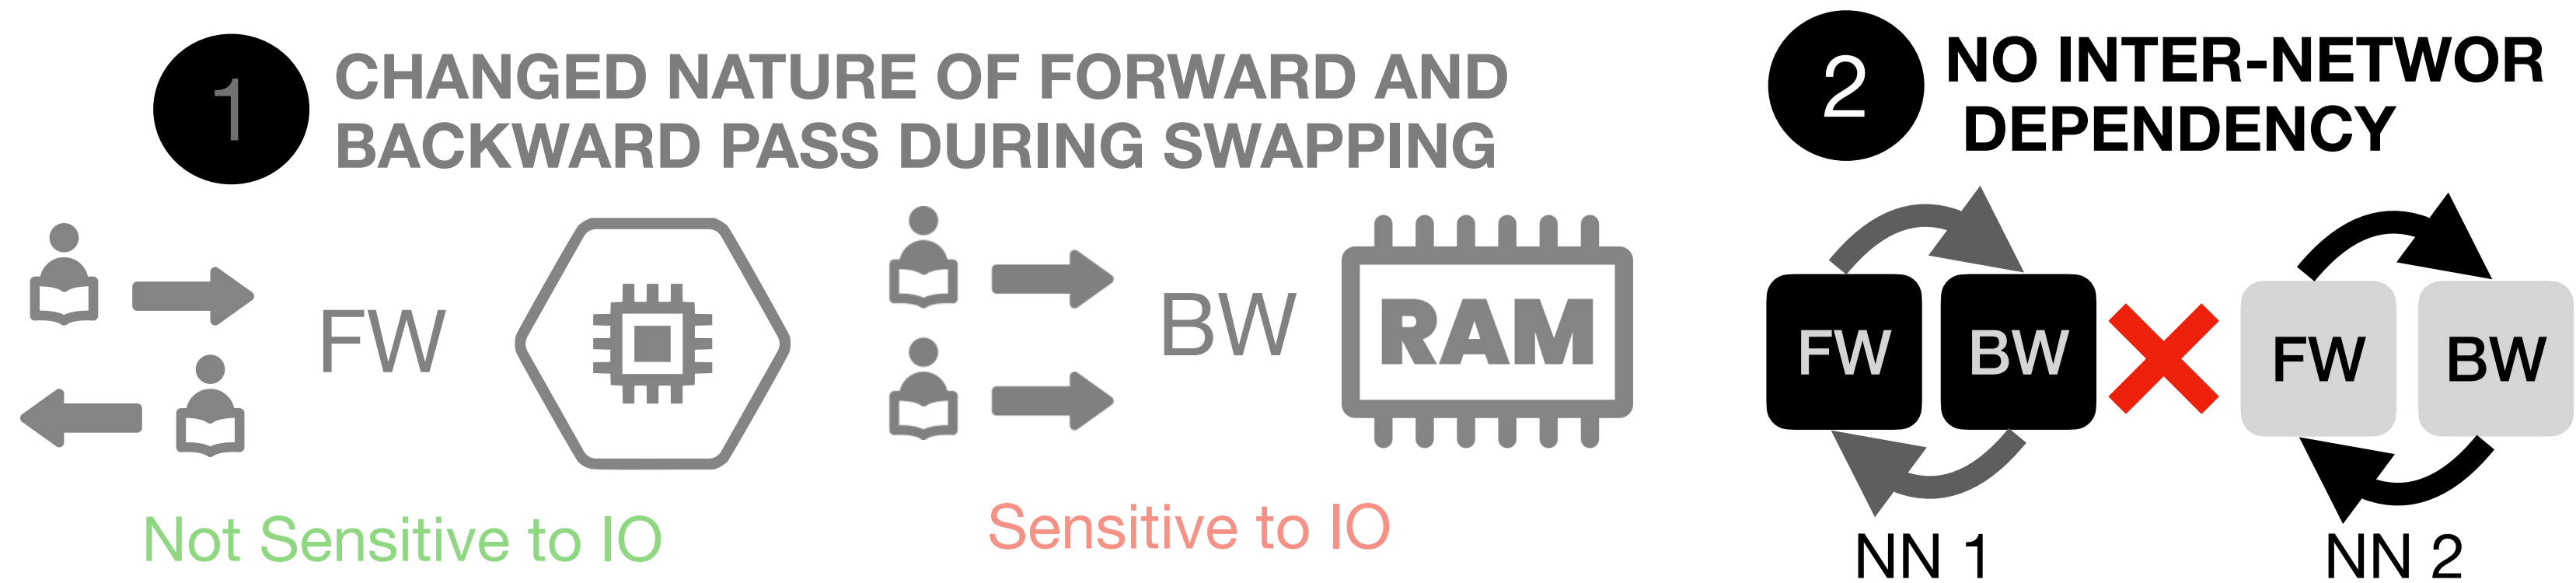 1
CHANGED NATURE OF FORWARD AND
BACKWARD PASS DURING SWAPPING
FW
BW
RAM
Not Sensitive to IO
Sensitive to IO
2
NO INTER-NETWOR
DEPENDENCY
FW BW
FW BW
NN 1
NN 2